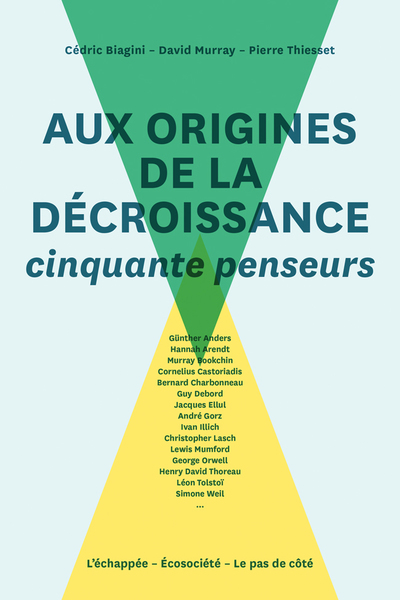 Cédric Biagini – David Murray – Pierre Thiesset
AUX ORIGINES
DE LA
DÉCROISSANCE
cinquante penseurs
Günther Anders
Hannah Arendt
Murray Bookchin
Cornelius Castoriadis
Bernard Charbonneau
Guy Debord
Jacques Ellul
André Gorz
Ivan Illich
Christopher Lasch
Lewis Mumford
George Orwell
Henry David Thoreau
Léon Tolstoï
Simone Weil
...
L’échappée – Écosociété – Le pas de côté